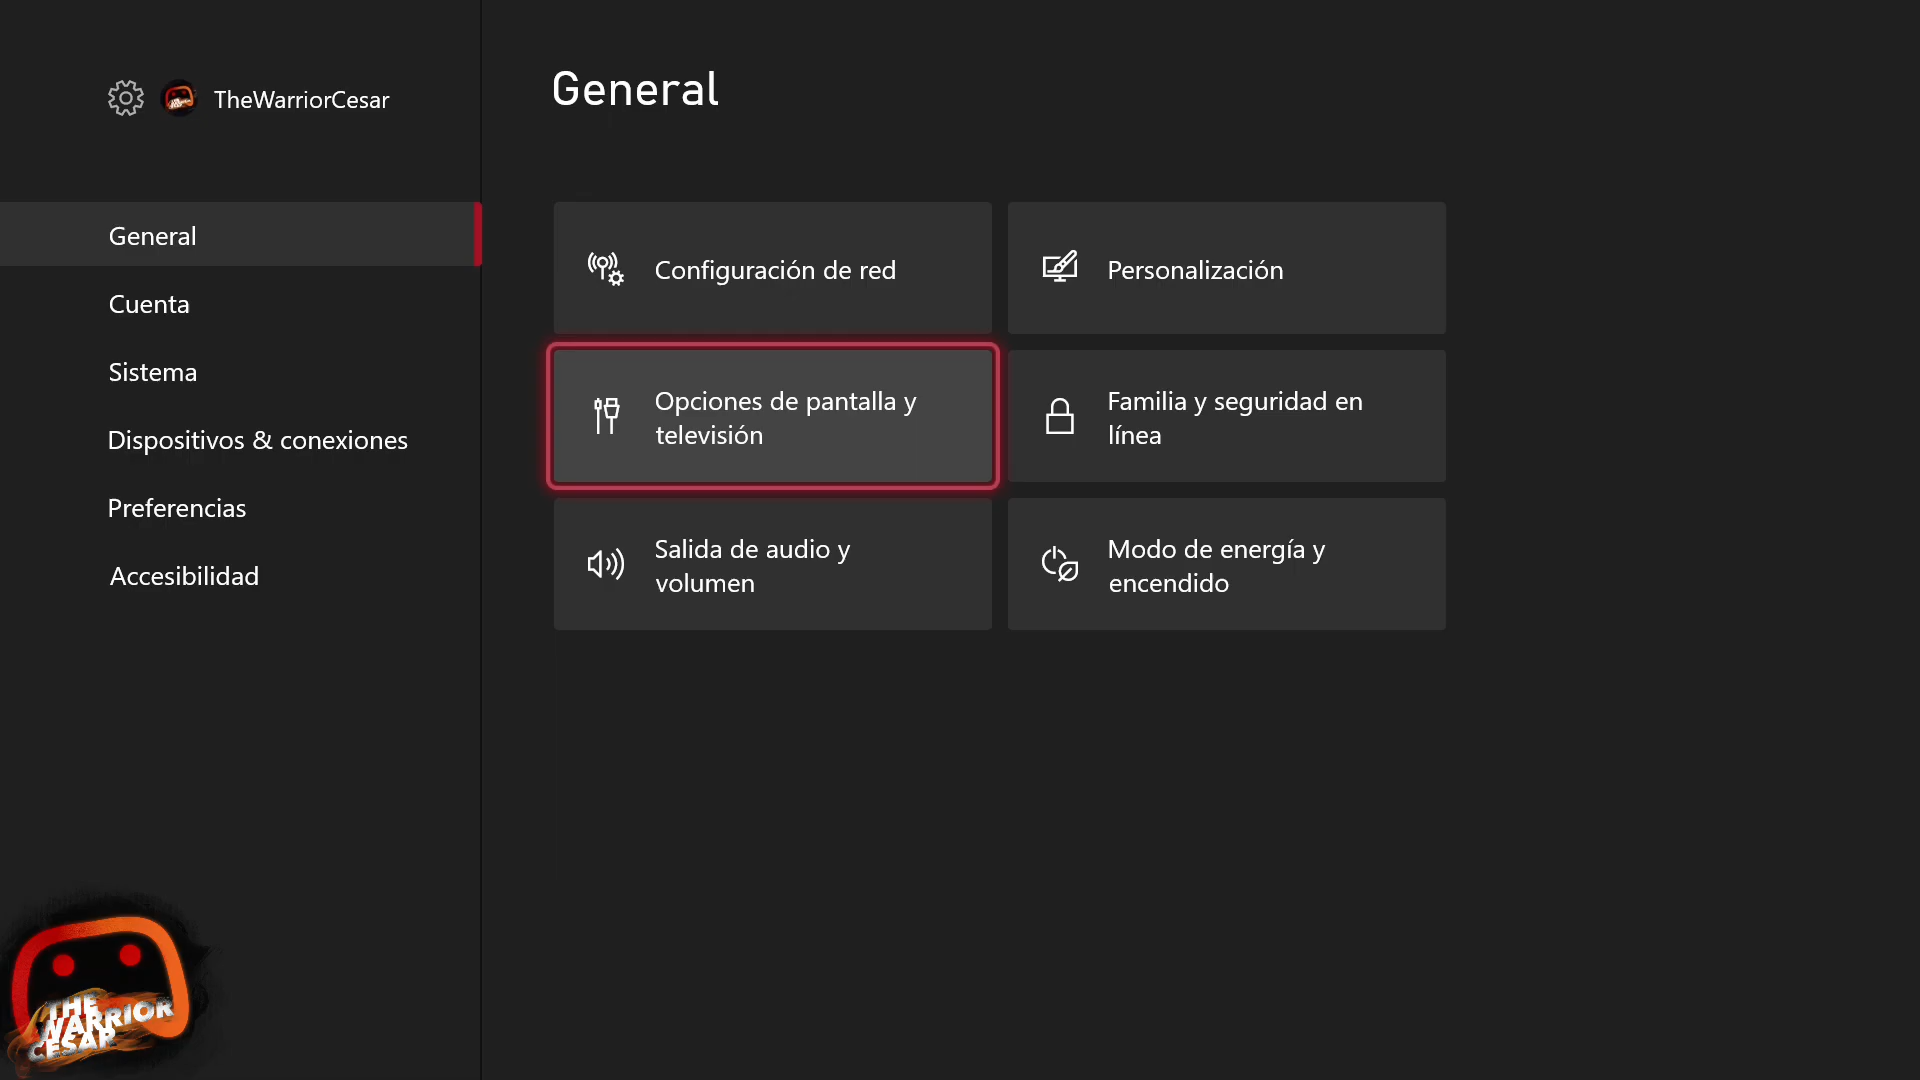 TheWarriorCesar
General
General
Cuenta
Sistema
Dispositivos & conexiones
Preferencias
Accesibilidad
Configuración de red
Personalización
Opciones de pantalla y
televisión
Familia y seguridad en
línea
Salida de audio y
volumen
Modo de energía y
encendido
THE
WARRIOR
CESAR